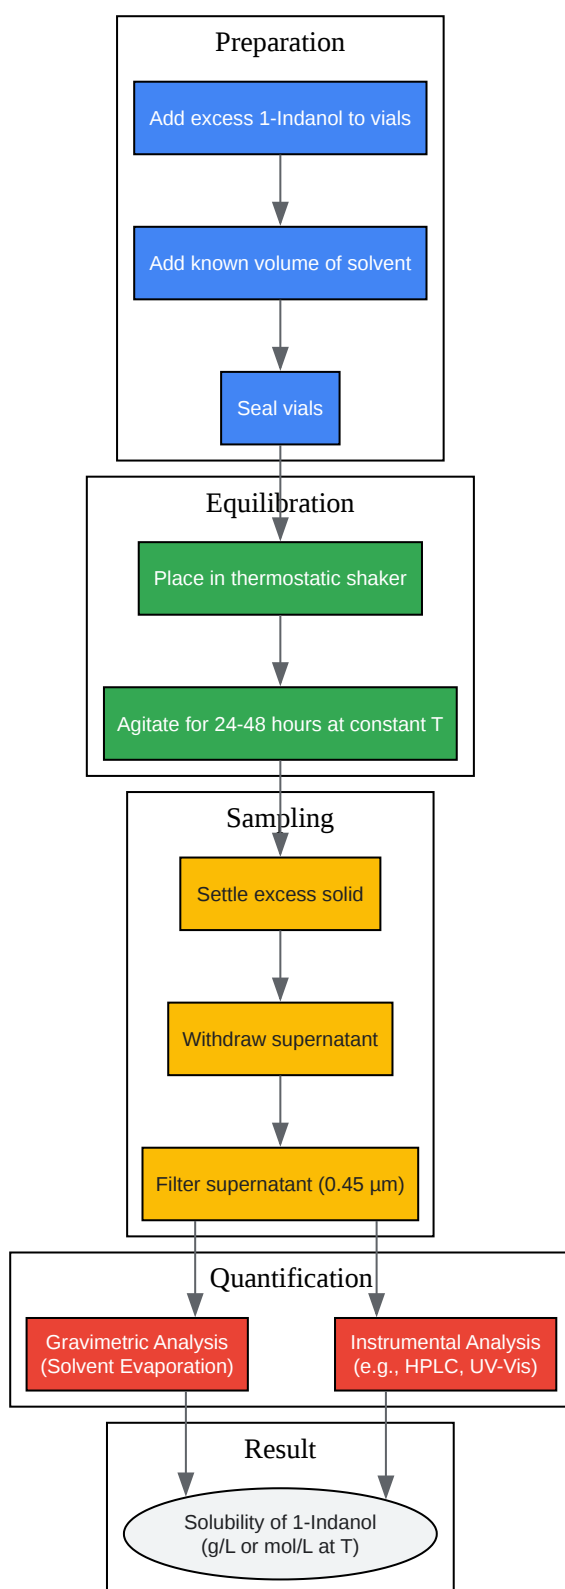 Preparation
Add excess 1-Indanol to vials
Add known volume of solvent
Seal vials
Equilibration
Place in thermostatic shaker
Agitate for 24-48 hours at constant T
Sampling
Settle excess solid
Withdraw supernatant
Filter supernatant (0.45 µm)
Quantification
Gravimetric Analysis
(Solvent Evaporation)
Instrumental Analysis
(e.g., HPLC, UV-Vis)
Result
Solubility of 1-Indanol
(g/L or mol/L at T)